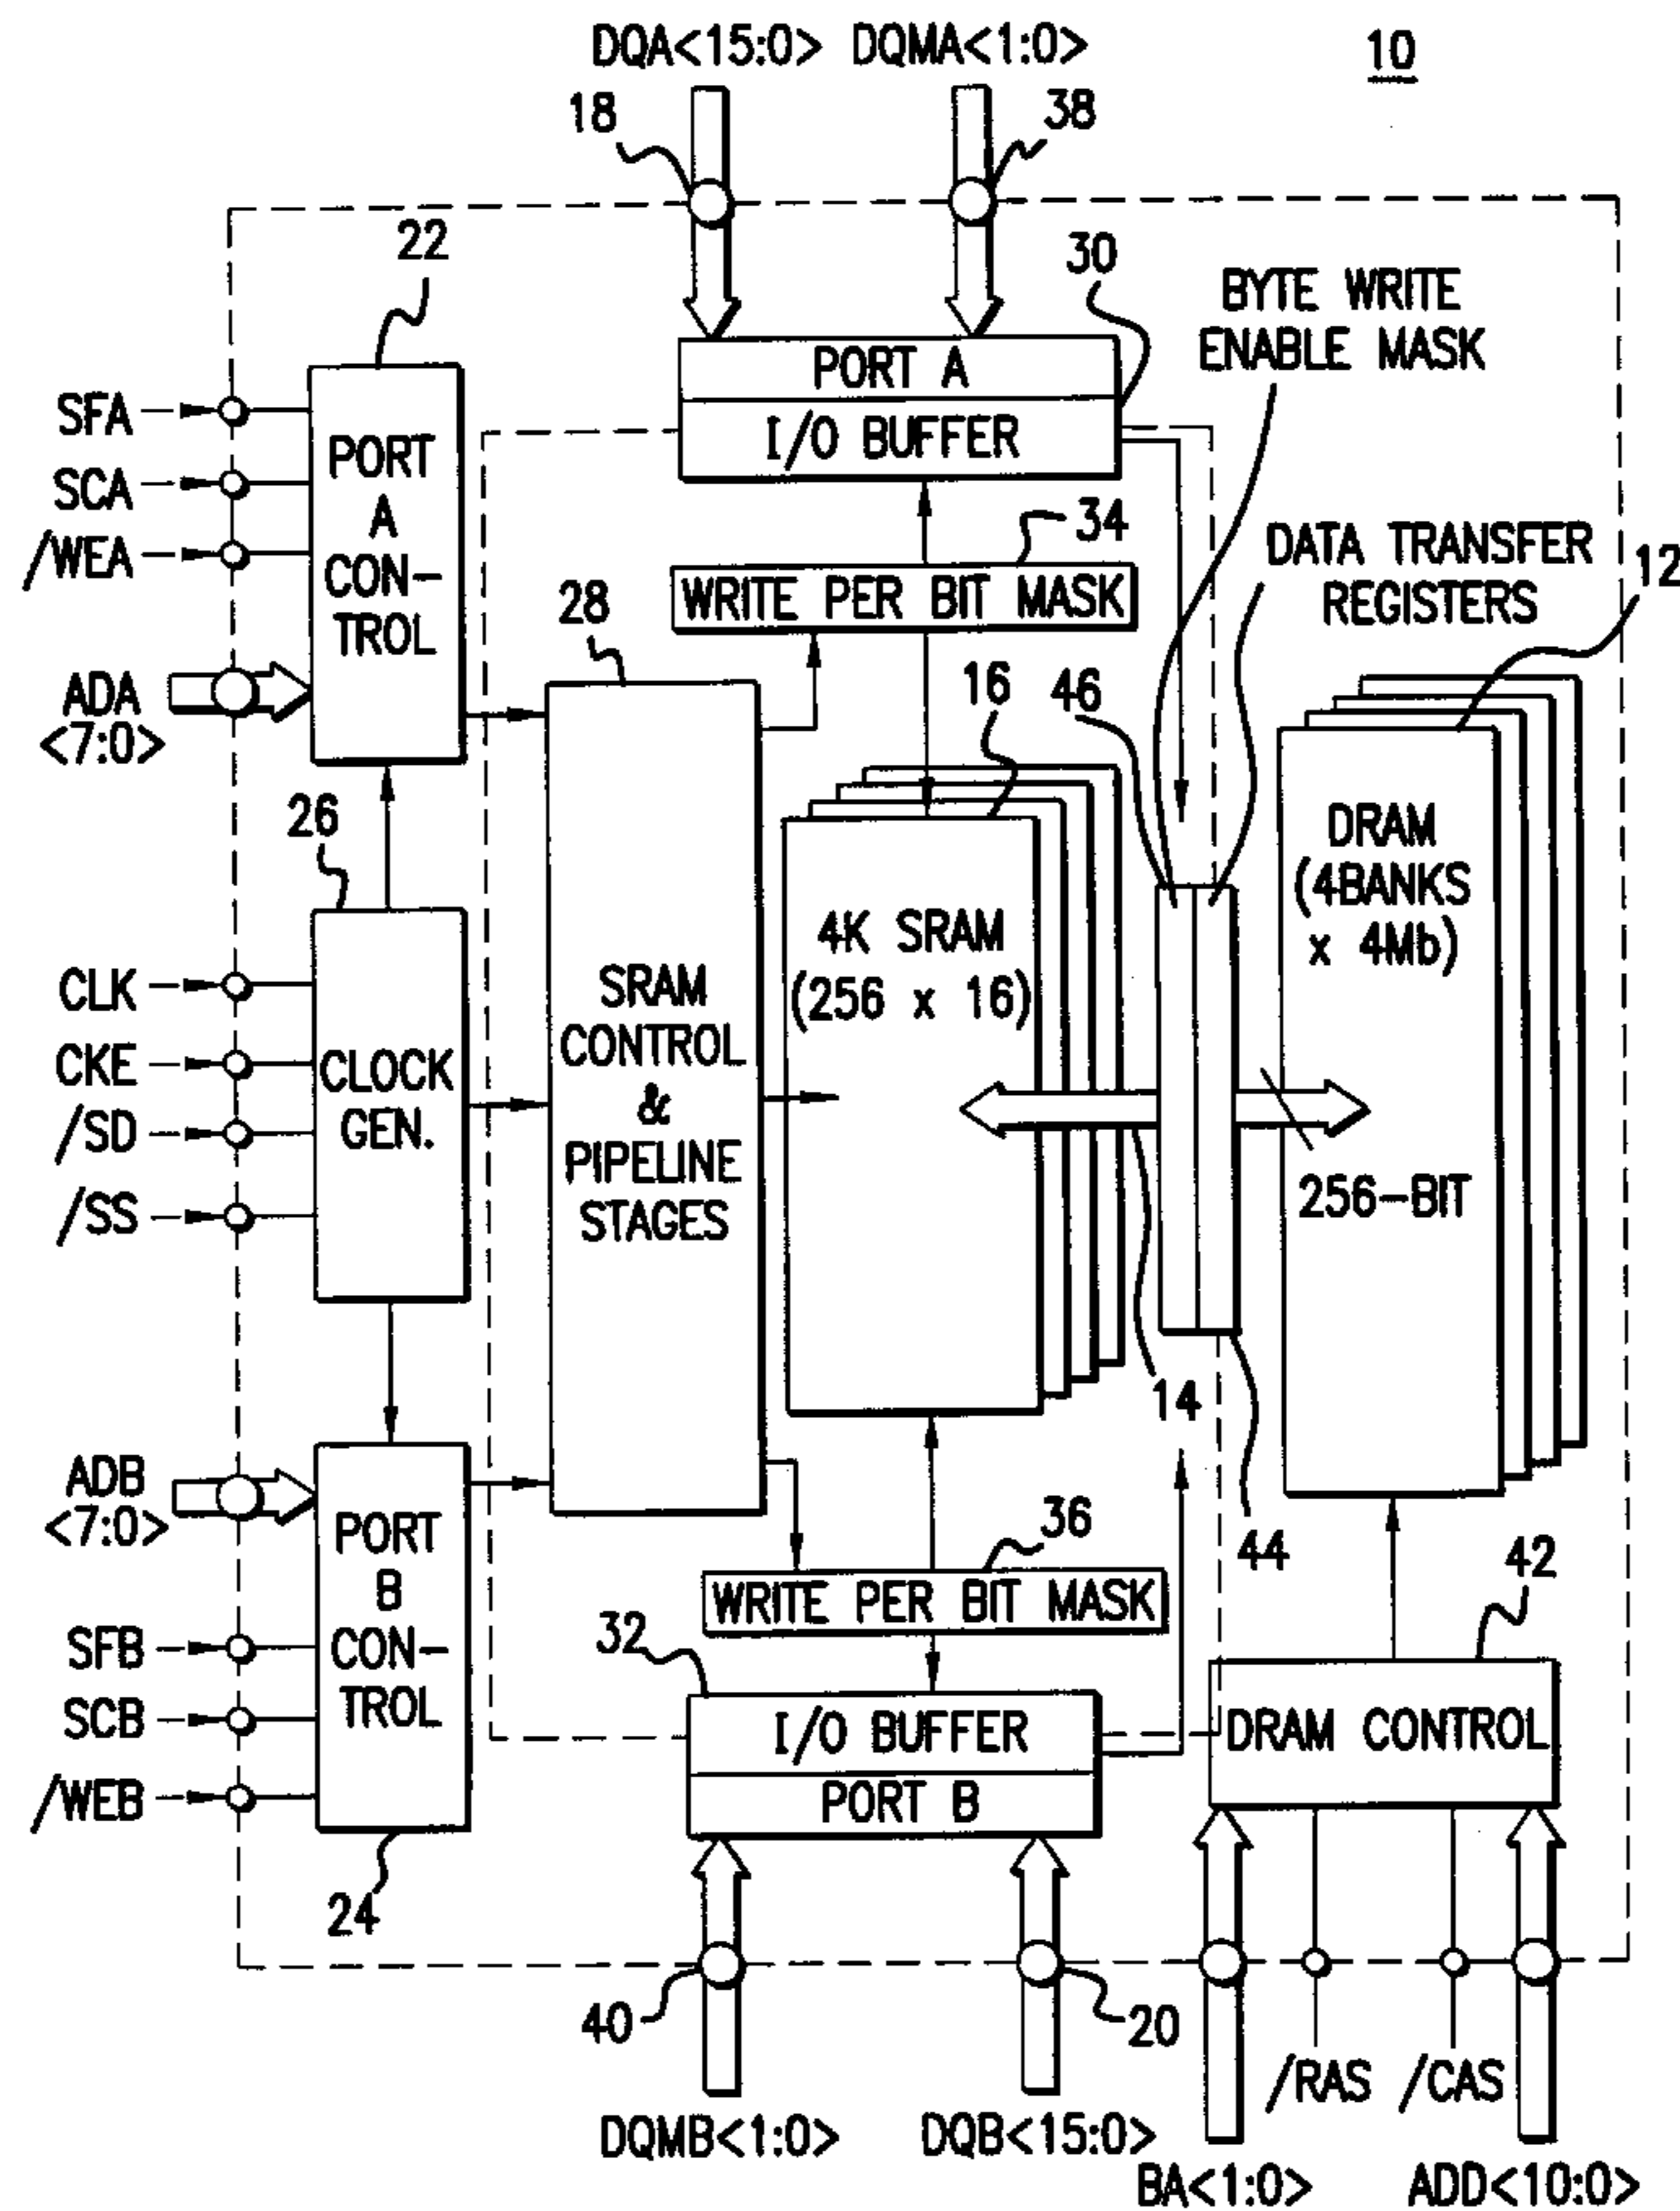 DQA<15:0> DQMA<1:0>
10
18
38
22
30
BYTE WRITE
ENABLE MASK
PORT A
I/O BUFFER
SFA
SCA
/WEA
PORT
A
CON-
TROL
34
DATA TRANSFER
REGISTERS
12
WRITE PER BIT MASK
28
ADA
<7:0>
16
46
26
DRAM
(4BANKS
x 4Mb)
4K SRAM
(256 x 16)
SRAM
CONTROL
&
PIPELINE
STAGES
CLK
CKE
/SD
/SS
CLOCK
GEN.
256-BIT
14
ADB
<7:0>
PORT
B
CON-
TROL
36
44
42
WRITE PER BIT MASK
32
SFB
SCB
/WEB
I/O BUFFER
PORT B
DRAM CONTROL
24
40
20
/RAS /CAS
DQMB<1:0> DQB<15:0>
BA<1:0> ADD<10:0>